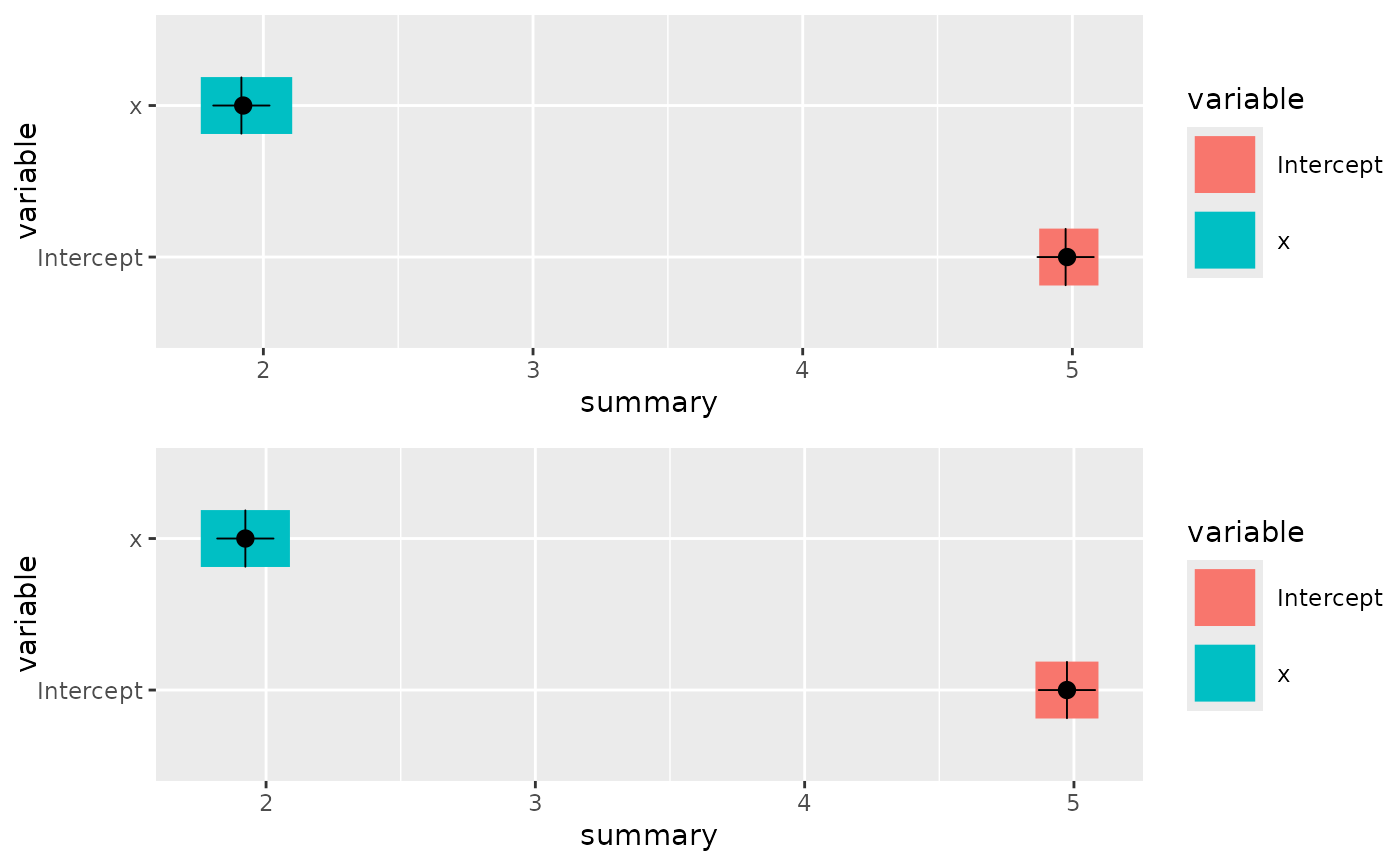 variable
x
Intercept
2 3 4 5
summary
variable
Intercept
x
variable
x
Intercept
2 3 4 5
summary
variable
Intercept
x